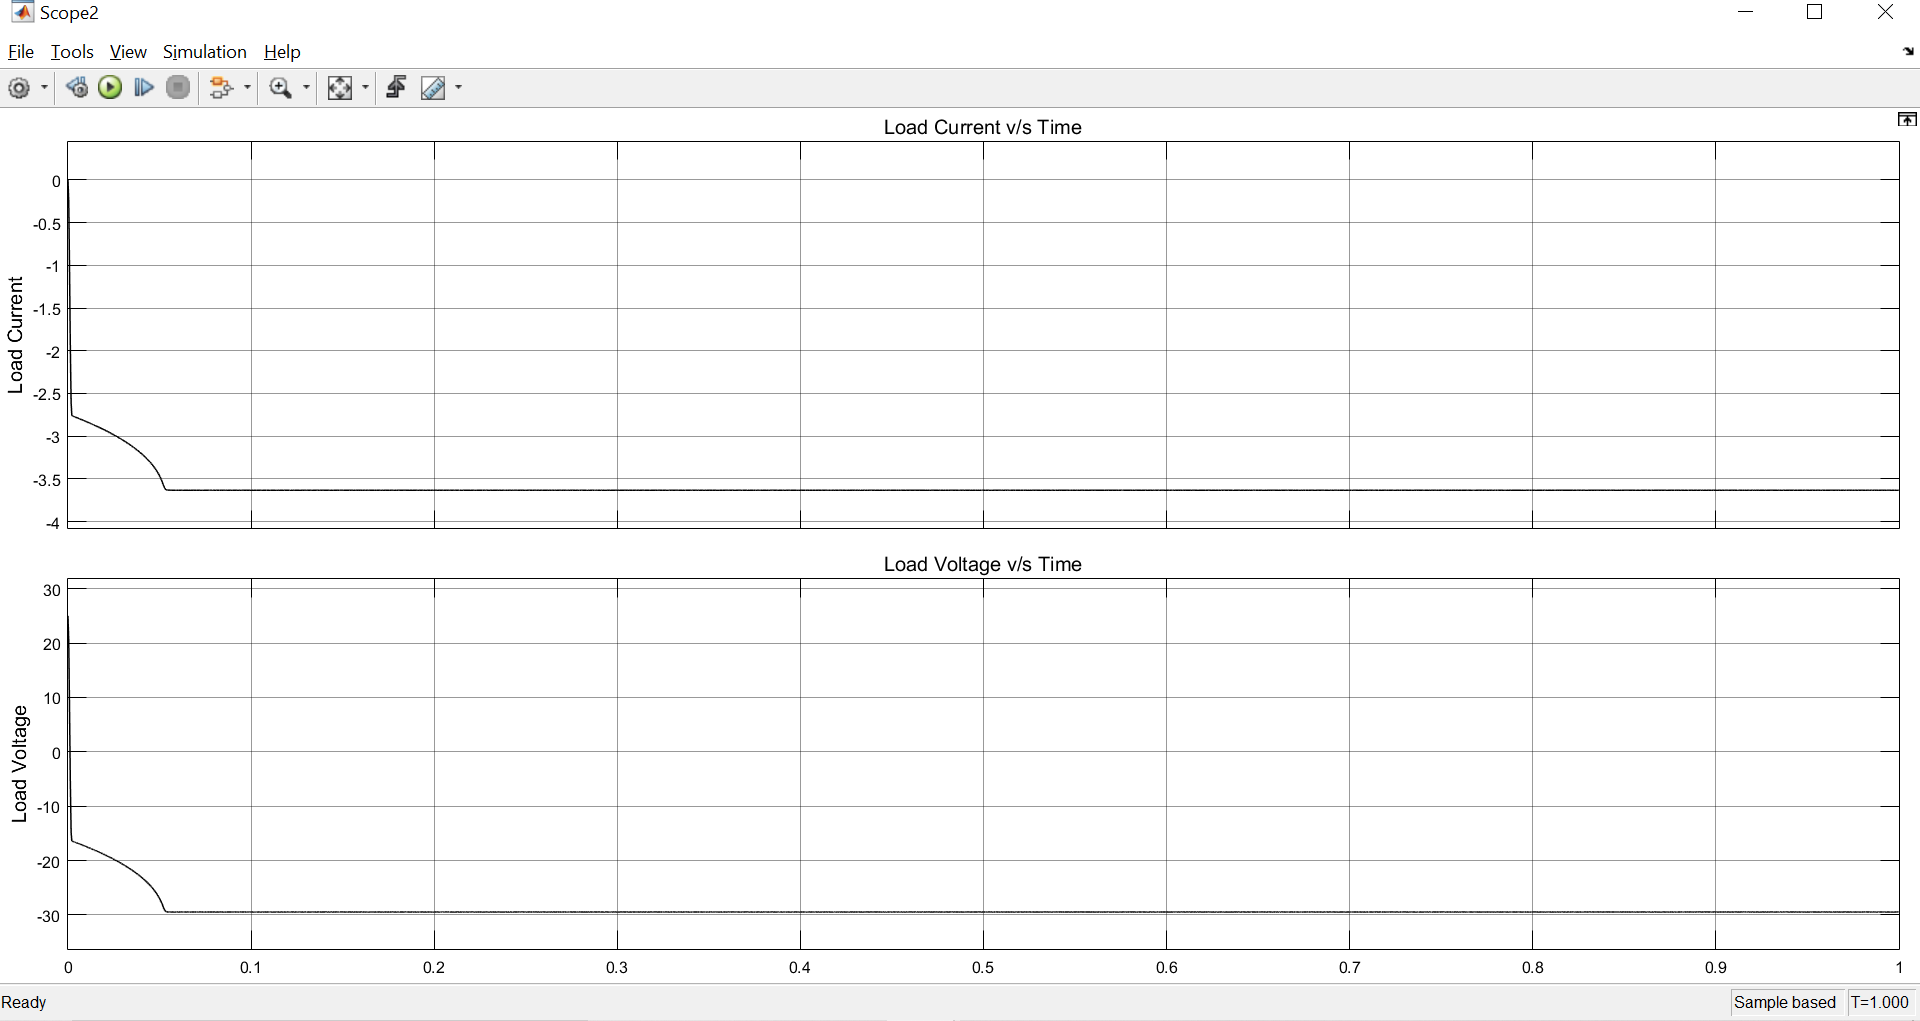 Scope2
File Tools View Simulation Help
Load Current v/s Time
Load Current
0
-0.5
-1
-1.5
-2
-2.5
-3
-3.5
-4
Load Voltage v/s Time
Load Voltage
30
20
10
0
-10
-20
-30
0 0.1 0.2 0.3 0.4 0.5 0.6 0.7 0.8 0.9 1
Ready Sample based T=1.000